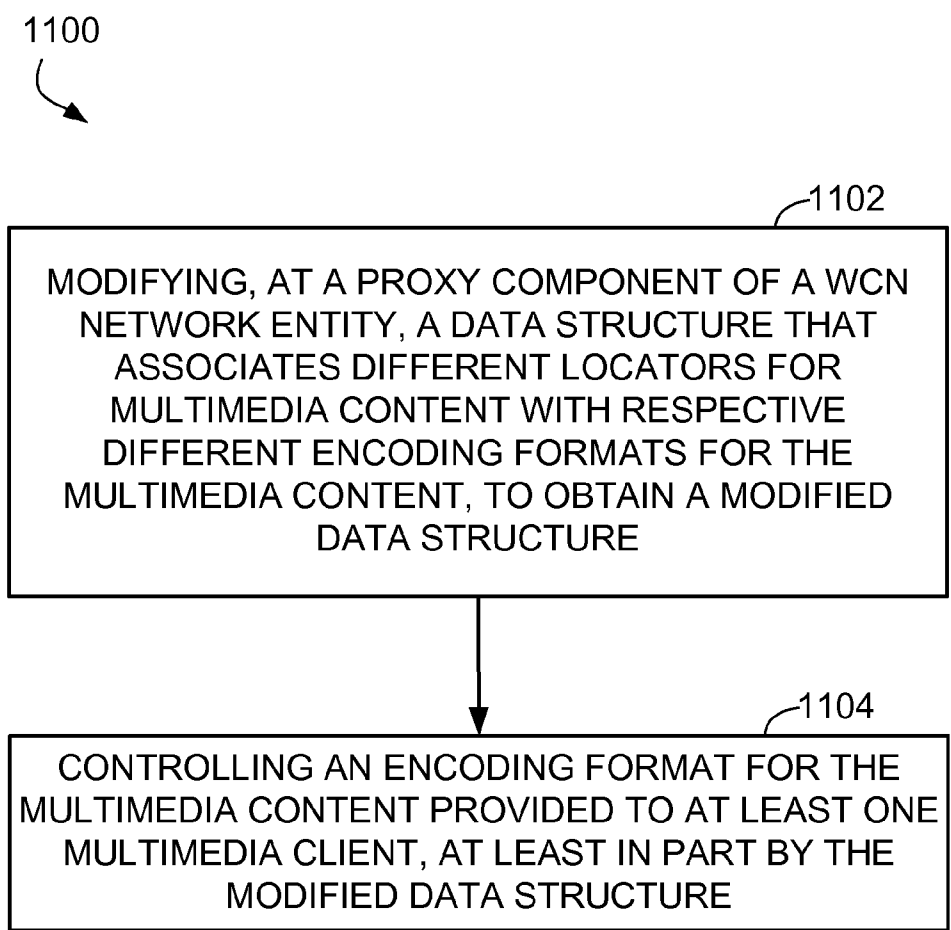 1100
1102
MODIFYING, AT A PROXY COMPONENT OF A WCN
NETWORK ENTITY, A DATA STRUCTURE THAT
ASSOCIATES DIFFERENT LOCATORS FOR
MULTIMEDIA CONTENT WITH RESPECTIVE
DIFFERENT ENCODING FORMATS FOR THE
MULTIMEDIA CONTENT, TO OBTAIN A MODIFIED
DATA STRUCTURE
1104
CONTROLLING AN ENCODING FORMAT FOR THE
MULTIMEDIA CONTENT PROVIDED TO AT LEAST ONE
MULTIMEDIA CLIENT, AT LEAST IN PART BY THE
MODIFIED DATA STRUCTURE